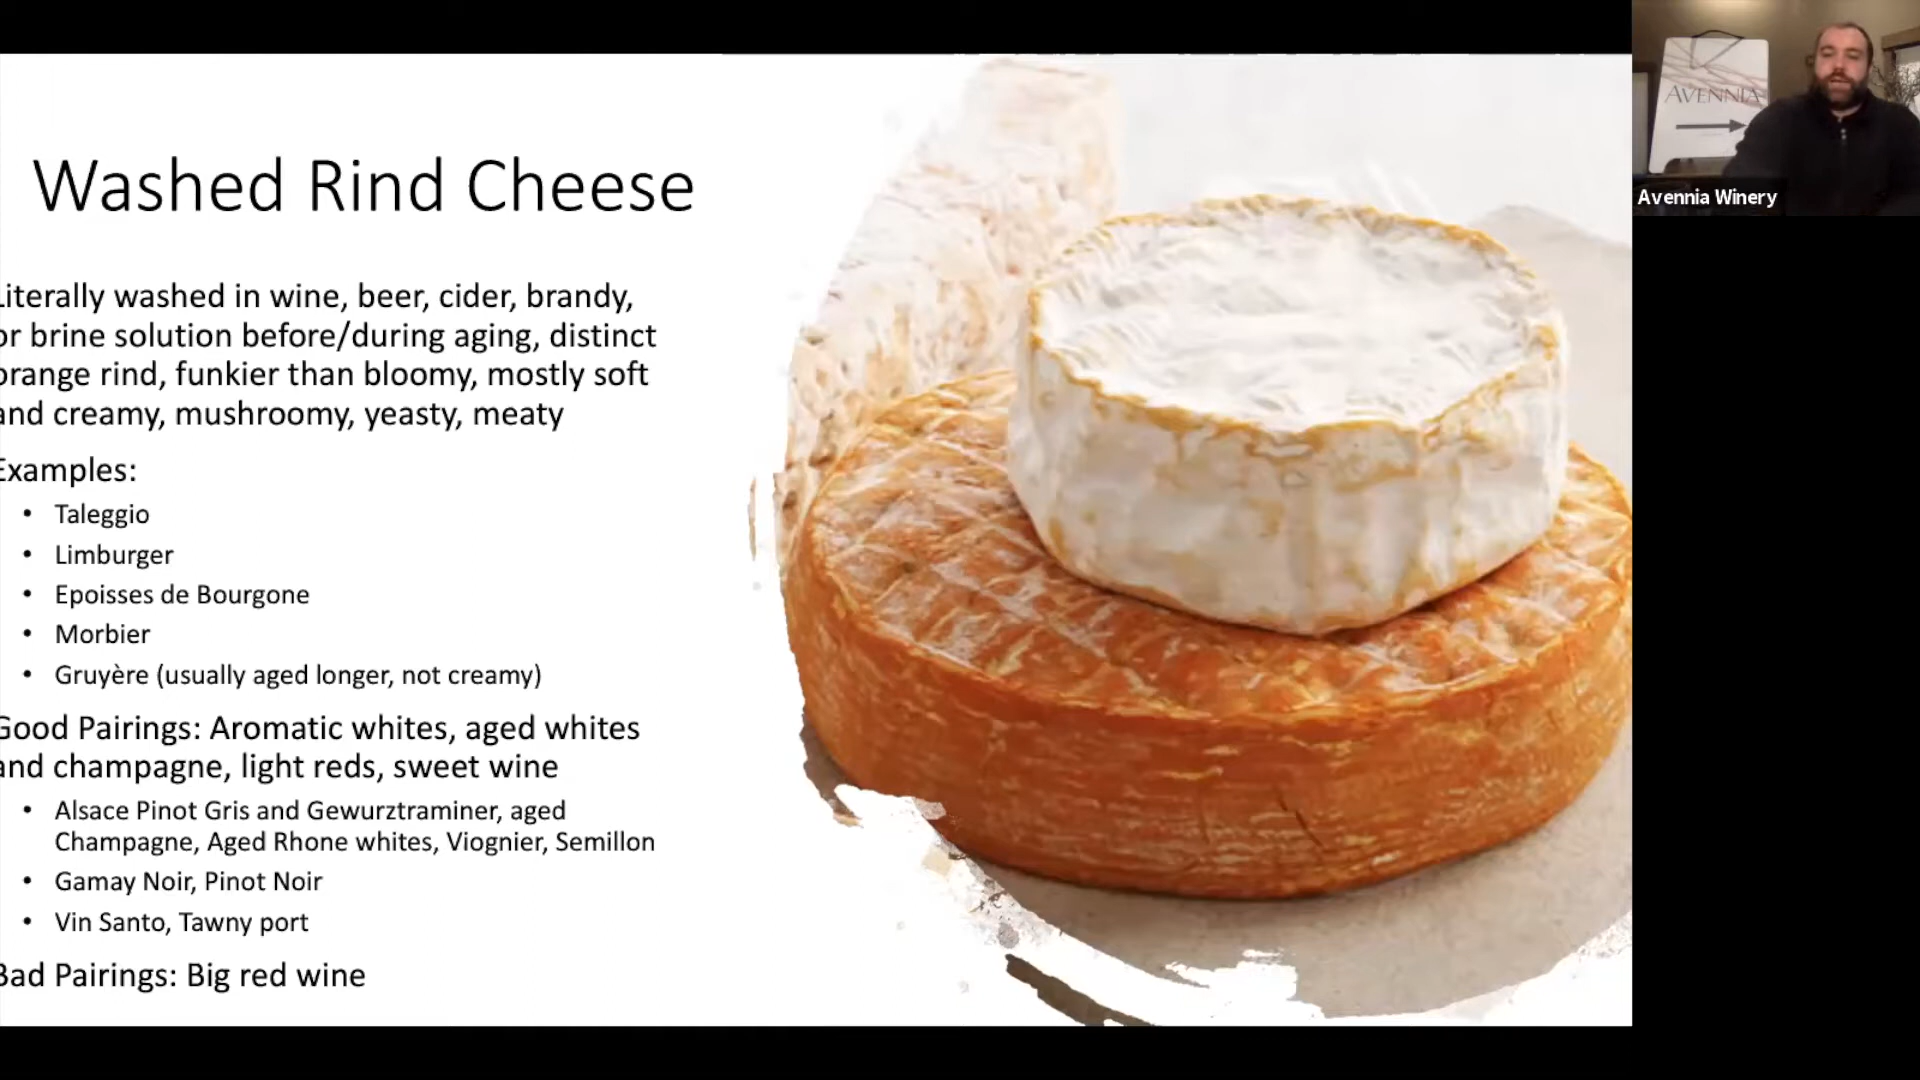 Washed Rind Cheese
Literally washed in wine, beer, cider, brandy,
or brine solution before/during aging, distinct
orange rind, funkier than bloomy, mostly soft
and creamy, mushroomy, yeasty, meaty
Examples:
• Taleggio
• Limburger
• Epoisses de Bourgone
• Morbier
• Gruyère (usually aged longer, not creamy)
Good Pairings: Aromatic whites, aged whites
and champagne, light reds, sweet wine
• Alsace Pinot Gris and Gewurztraminer, aged
Champagne, Aged Rhone whites, Viognier, Semillon
• Gamay Noir, Pinot Noir
• Vin Santo, Tawny port
Bad Pairings: Big red wine
AVENNIA
Avennia Winery